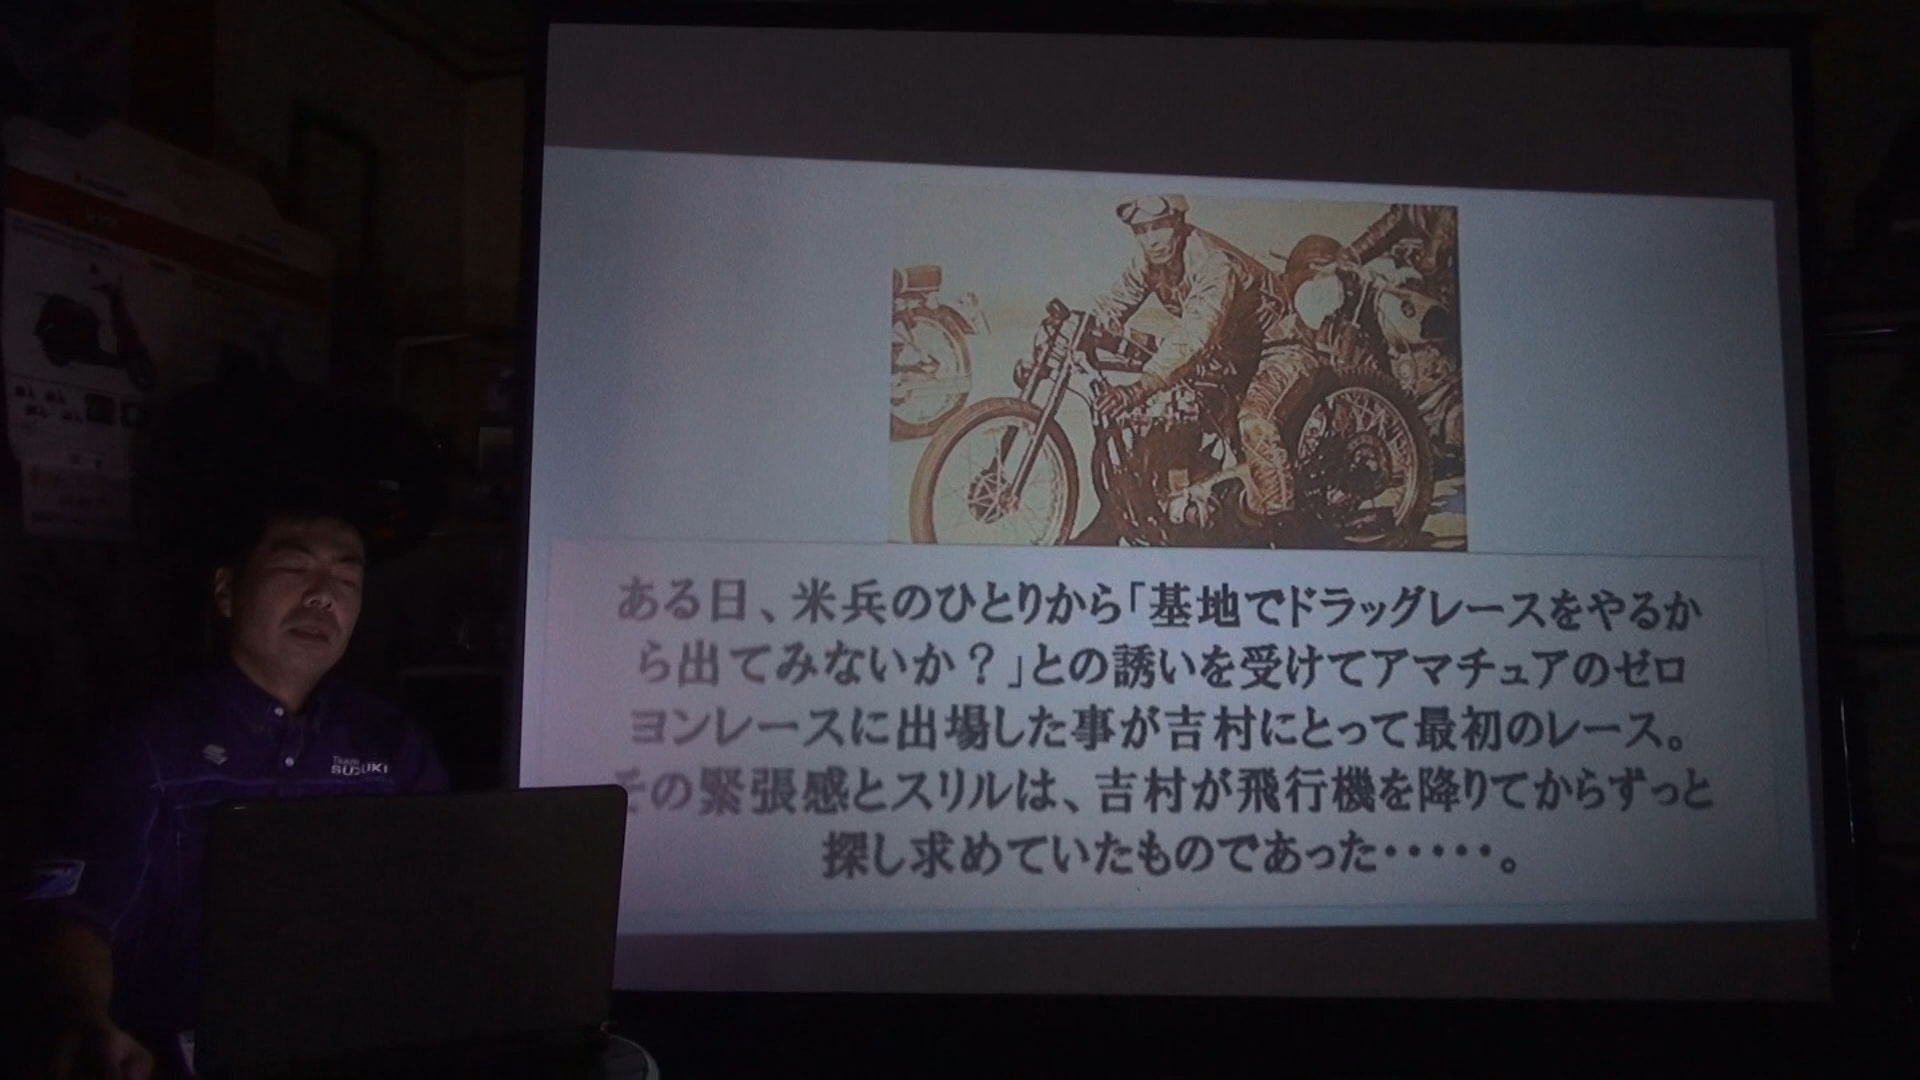 ある日、米兵のひとりから「基地でドラッグレースをやるか
ら出てみないか？」との誘いを受けてアマチュアのゼロ
ヨンレースに出場した事が吉村にとって最初のレース。
その緊張感とスリルは、吉村が飛行機を降りてからずっと
探し求めていたものであった・・・・・。
TEAM
SUZUKI